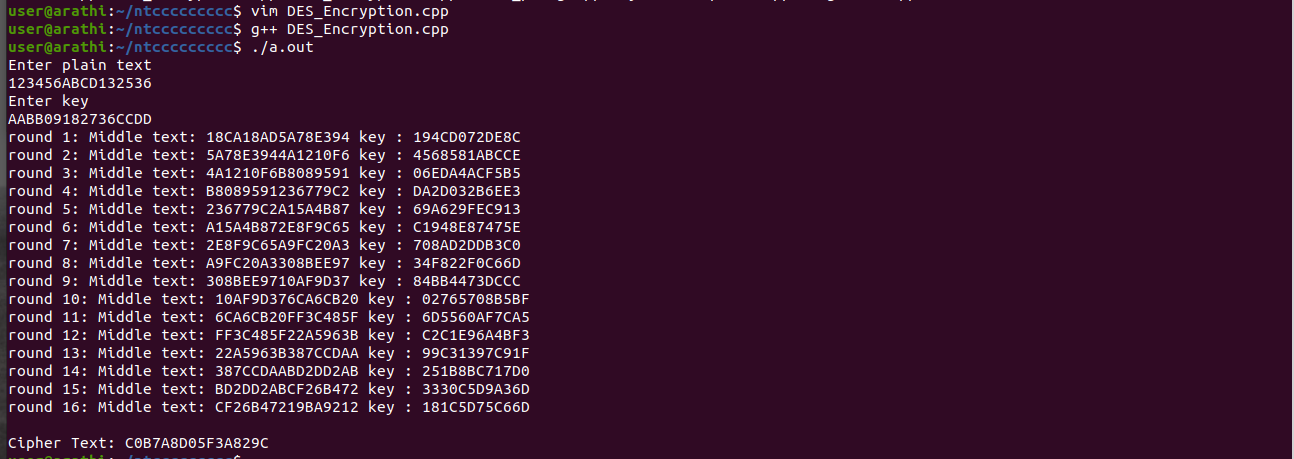 user@arathi:~/ntcccccccccc$ vim DES_Encryption.cpp
user@arathi:~/ntcccccccccc$ g++ DES_Encryption.cpp
user@arathi:~/ntcccccccccc$ ./a.out
Enter plain text
123456ABCD132536
Enter key
AABB09182736CCDD
round 1: Middle text: 18CA18AD5A78E394 key : 194CD072DE8C
round 2: Middle text: 5A78E3944A1210F6 key : 4568581ABCCE
round 3: Middle text: 4A1210F6B8089591 key : 06EDA4ACF5B5
round 4: Middle text: B8089591236779C2 key : DA2D032B6EE3
round 5: Middle text: 236779C2A15A4B87 key : 69A629FEC913
round 6: Middle text: A15A4B872E8F9C65 key : C1948E87475E
round 7: Middle text: 2E8F9C65A9FC20A3 key : 708AD2DDB3C0
round 8: Middle text: A9FC20A3308BEE97 key : 34F822F0C66D
round 9: Middle text: 308BEE9710AF9D37 key : 84BB4473DCCC
round 10: Middle text: 10AF9D376CA6CB20 key : 02765708B5BF
round 11: Middle text: 6CA6CB20FF3C485F key : 6D5560AF7CA5
round 12: Middle text: FF3C485F22A5963B key : C2C1E96A4BF3
round 13: Middle text: 22A5963B387CCDAA key : 99C31397C91F
round 14: Middle text: 387CCDAABD2DD2AB key : 251B8BC717D0
round 15: Middle text: BD2DD2ABCF26B472 key : 3330C5D9A36D
round 16: Middle text: CF26B47219BA9212 key : 181C5D75C66D
Cipher Text: C0B7A8D05F3A829C